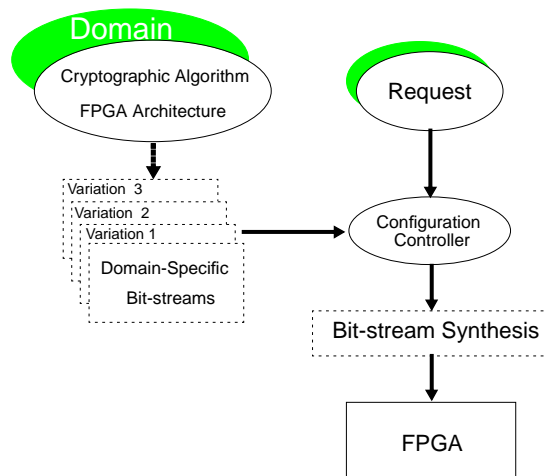 Domain
Cryptographic Algorithm
FPGA Architecture
Request
Variation 3
Variation 2
Variation 1
Domain-Specific
Bit-streams
Configuration
Controller
Bit-stream Synthesis
FPGA